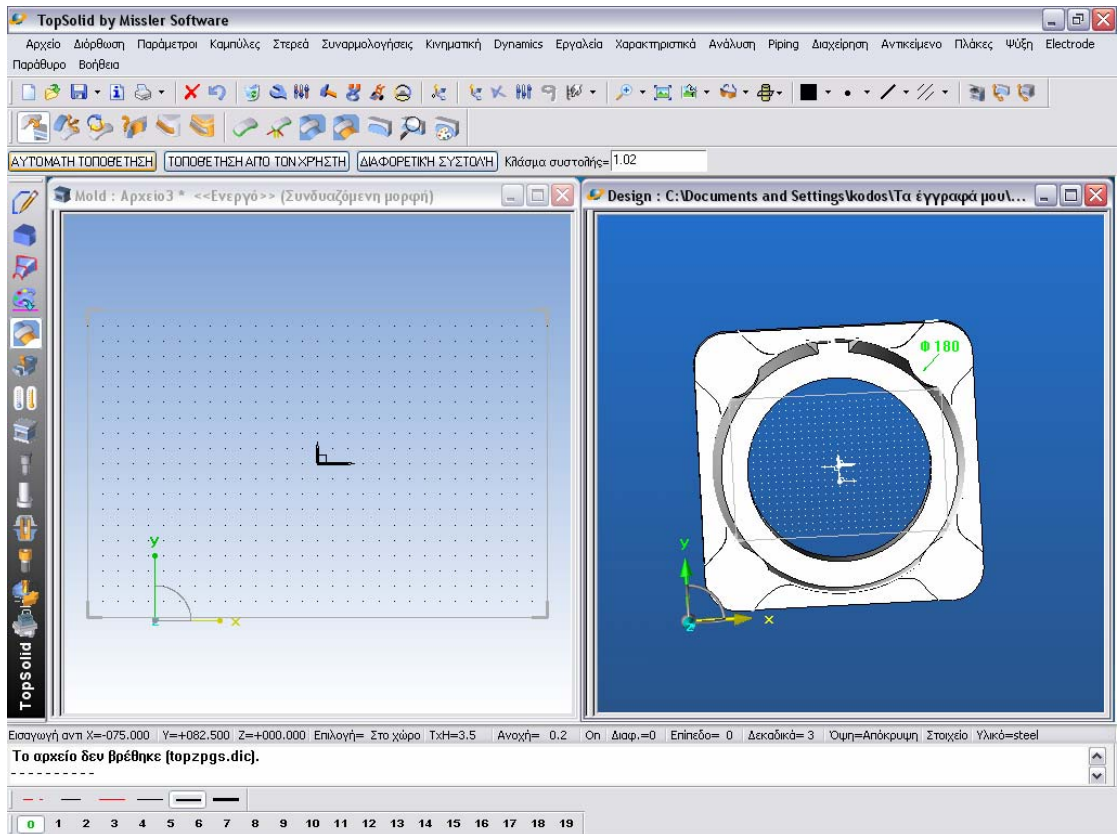 TopSolid by Missler Software
Αρχείο Διόρθωση Παράμετροι Καμπύλες Στερεά Συναρμολογήσεις Κινηματική Dynamics Εργαλεία Χαρακτηριστικά Ανάλυση Piping Διαχείρηση Αντικείμενο Πλάκες Ψύξη Electrode
Παράθυρο Βοήθεια
ΑΥΤΟΜΑΤΗ ΤΟΠΟΘΕΤΗΣΗ ΤΟΠΟΘΕΤΗΣΗ ΑΠΟ ΤΟΝ ΧΡΗΣΤΗ ΔΙΑΦΟΡΕΤΙΚΗ ΣΥΣΤΟΛΗ Κλάσμα συστολής= 1.02
Mold : Αρχείο3 * <<Ενεργό>> (Συνδυαζόμενη μορφή)
Design : C:\Documents and Settings\kodos\Τα έγγραφά μου\...
Φ 180
y
x
z
y
x
z
TopSolid
Εισαγωγή αντι X=-075.000 Y=+082.500 Z=+000.000 Επιλογή= Στο χώρο TxH=3.5 Ανοχή= 0.2 On Διαφ.=0 Επίπεδο= 0 Δεκαδικά= 3 Όψη=Απόκρυψη Στοιχείο Υλικό=steel
Το αρχείο δεν βρέθηκε (topzpgs.dic).
----------
0 1 2 3 4 5 6 7 8 9 10 11 12 13 14 15 16 17 18 19